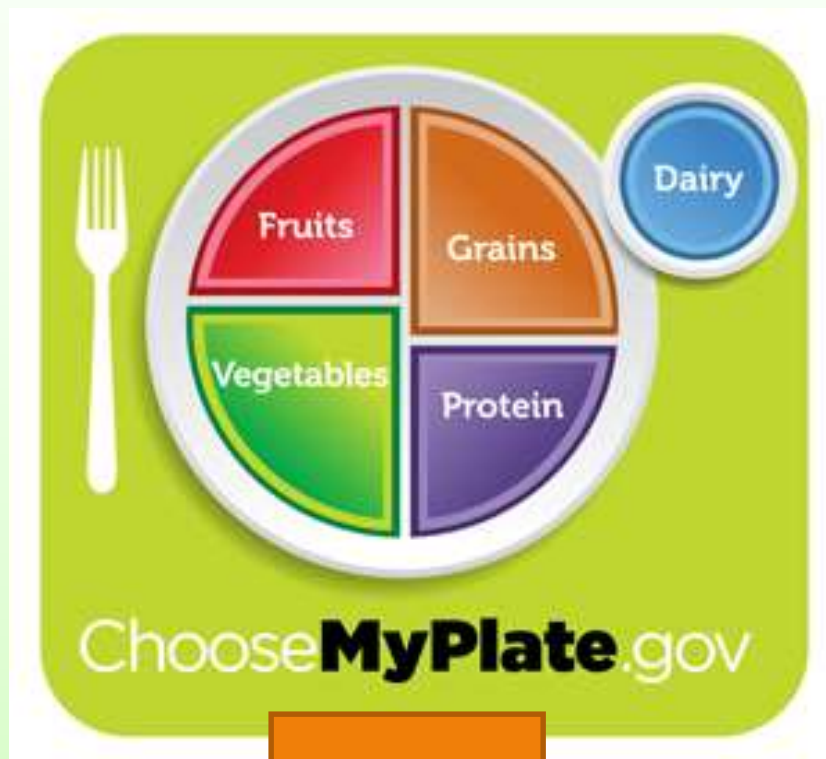 Dairy
Fruits
Grains
Vegetables
Protein
ChooseMyPlate.gov